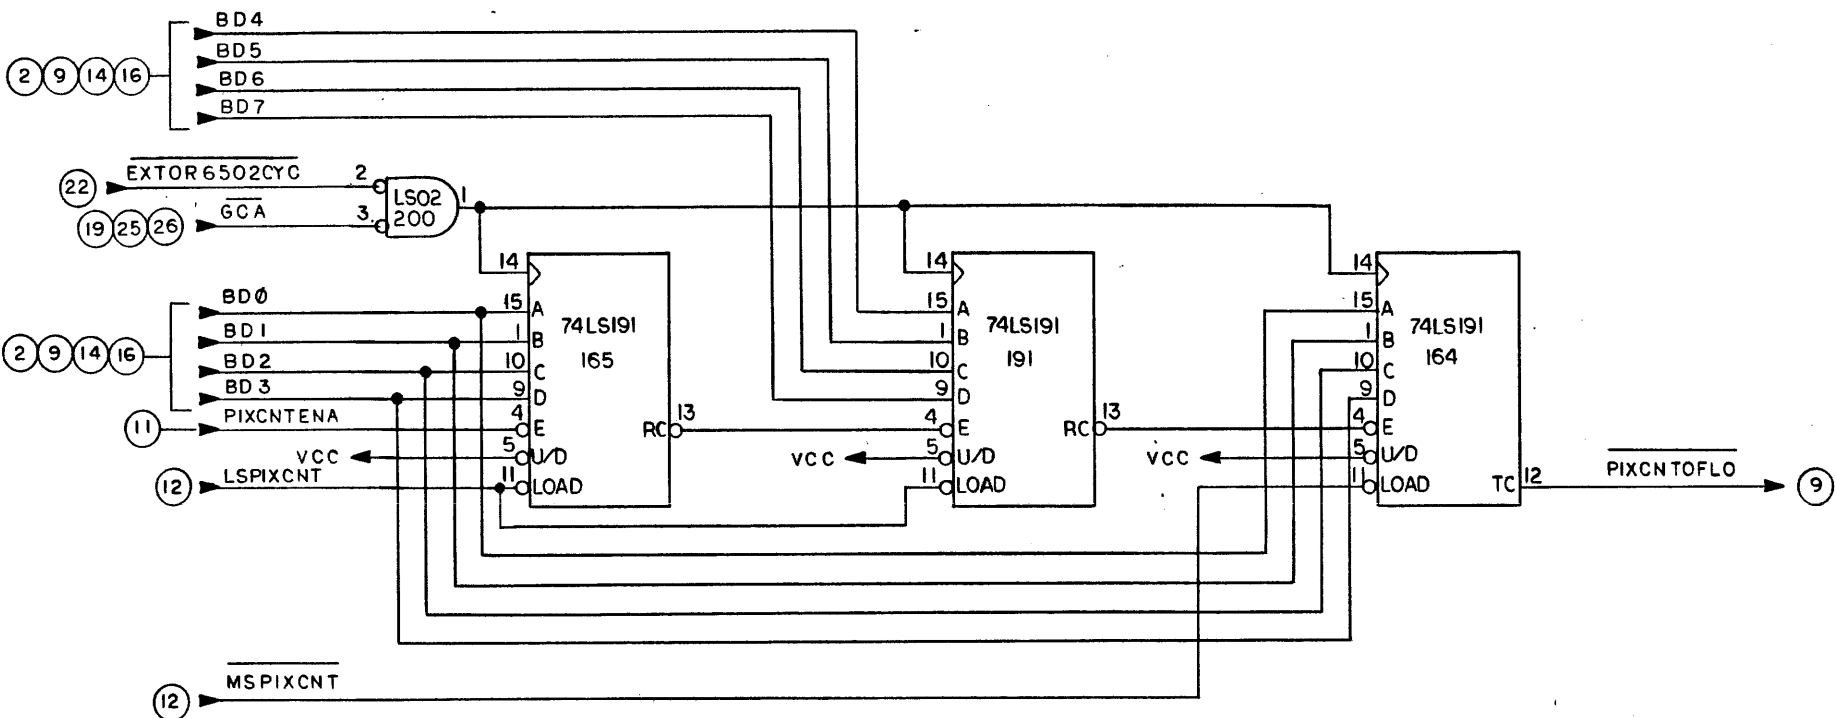 BD4
BD5
BD6
BD7
2 9 14 16
EXTOR6502CYC
22
2
GCA
19 25 26
3
LS02
200
1
14
14
14
BDØ
BD1
BD2
BD3
2 9 14 16
PIXCNTENA
11
VCC
LSPIXCNT
12
15 A
1 B
10 C
9 D
4 E
5 U/D
11 LOAD
74LS191
165
RC 13
15 A
1 B
10 C
9 D
4 E
5 U/D
11 LOAD
VCC
74LS191
191
RC 13
15 A
1 B
10 C
9 D
4 E
5 U/D
11 LOAD
VCC
74LS191
164
TC 12
PIXCNTOFLO
9
MSPIXCNT
12